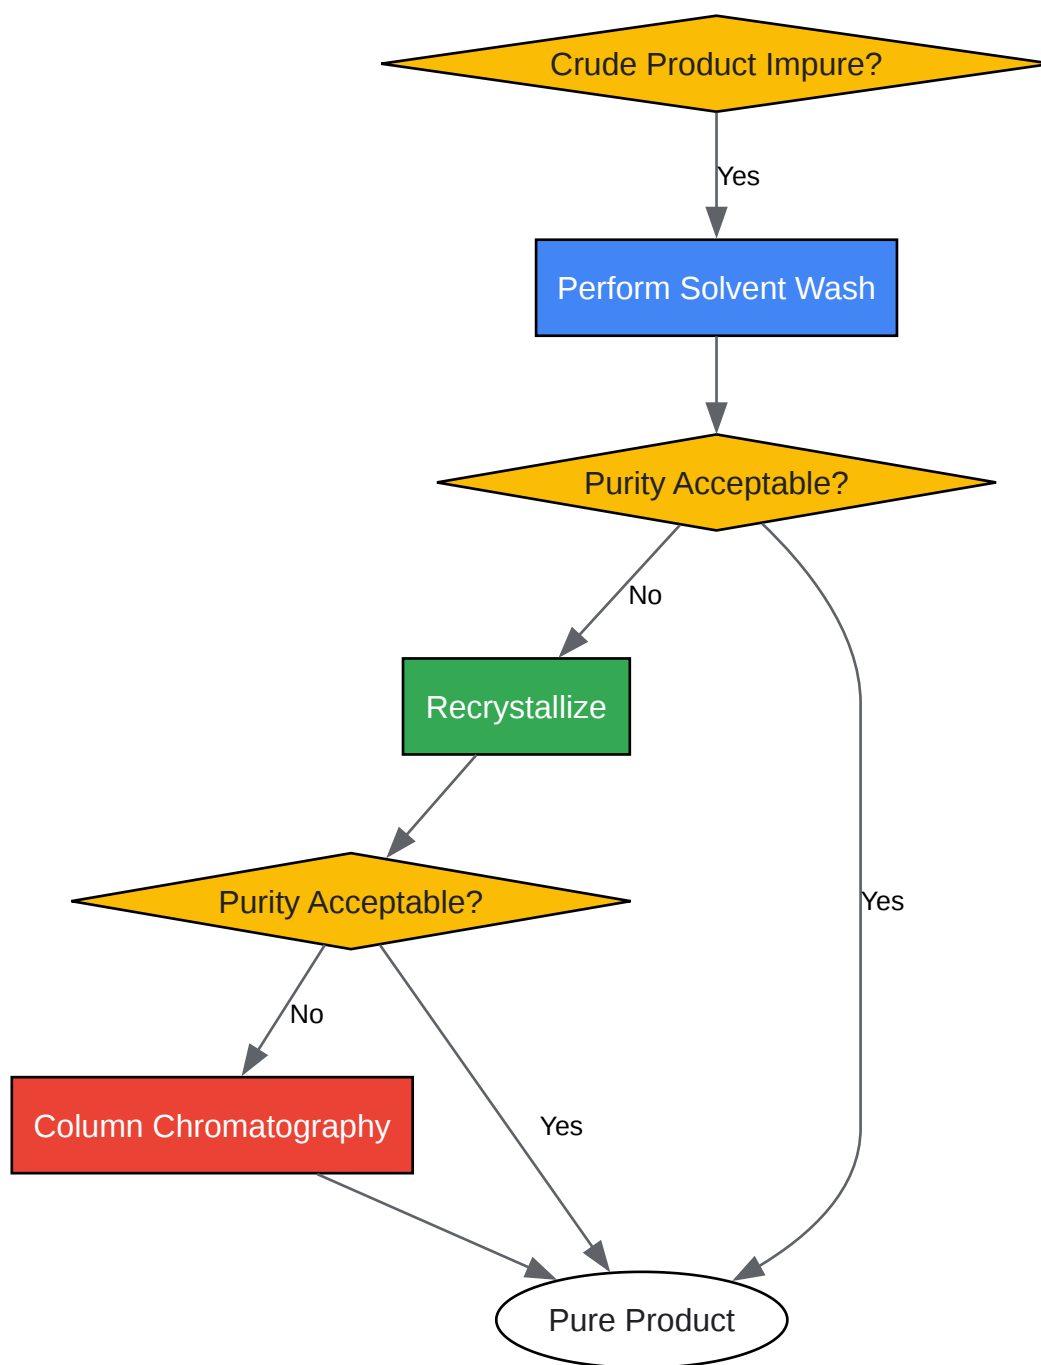 Crude Product Impure?
Yes
Perform Solvent Wash
Purity Acceptable?
No
Recrystallize
Purity Acceptable?
Yes
No
Column Chromatography
Yes
Pure Product